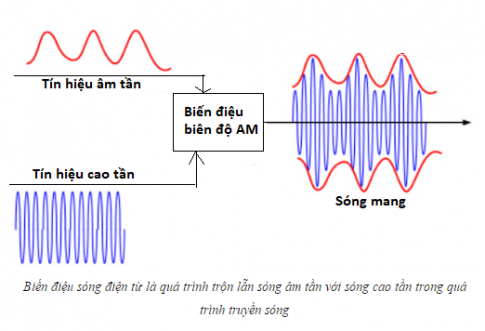 Tín hiệu âm tần
Biến điệu
biên độ AM
Tín hiệu cao tần
Sóng mang
Biến điệu sóng điện từ là quá trình trộn lẫn sóng âm tần với sóng cao tần trong quá
trình truyền sóng